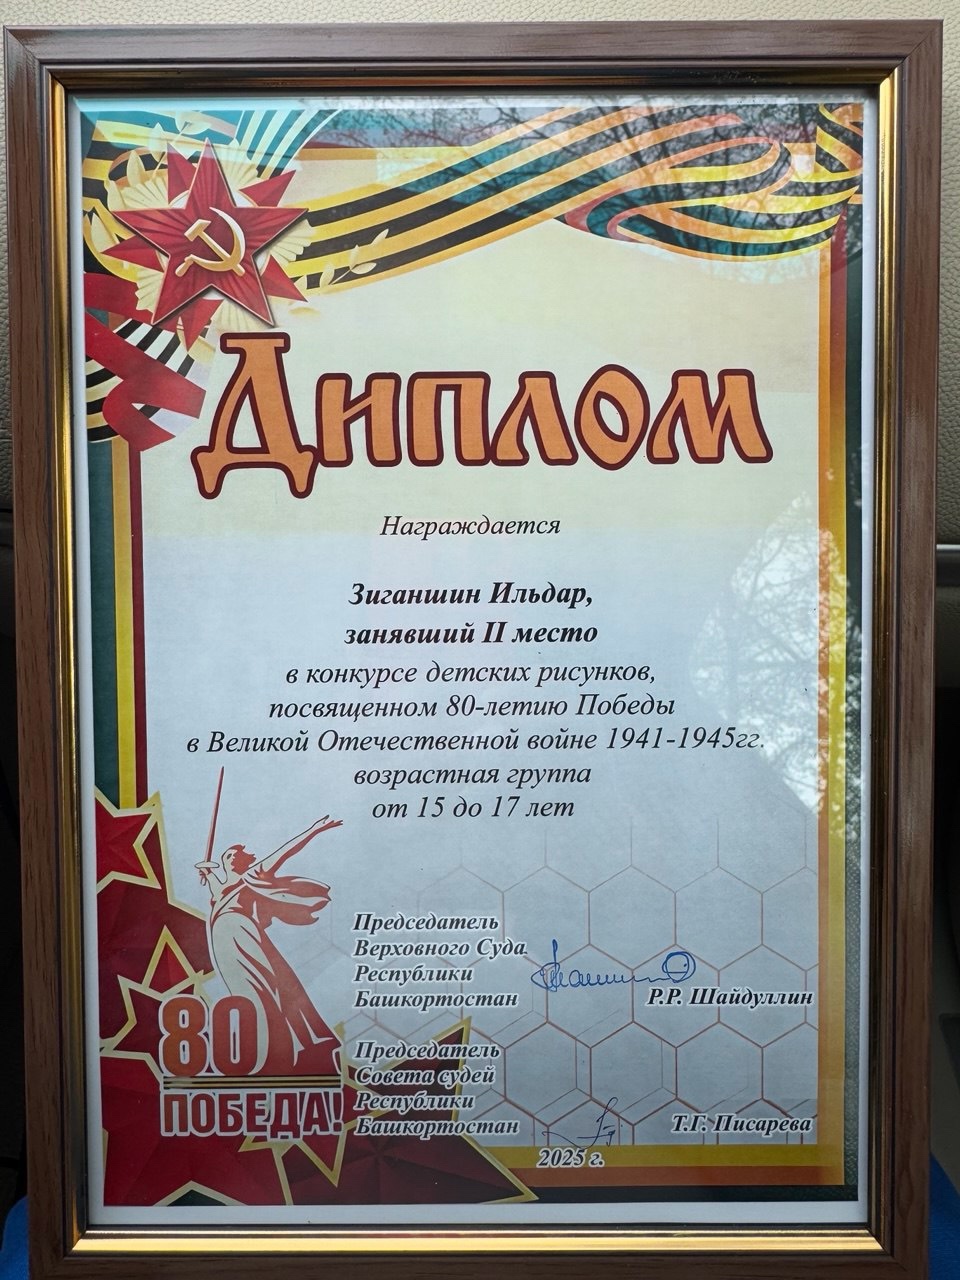 Диплом
Награждается
Зиганшин Ильдар,
занявший II место
в конкурсе детских рисунков,
посвященном 80-летию Победы
в Великой Отечественной войне 1941-1945гг.
возрастная группа
от 15 до 17 лет
Председатель
Верховного Суда
Республики
Башкортостан
Р.Р. Шайдуллин
Председатель
Совета судей
Республики
Башкортостан
Т.Г. Писарева
80
ПОБЕДА!
2025 г.